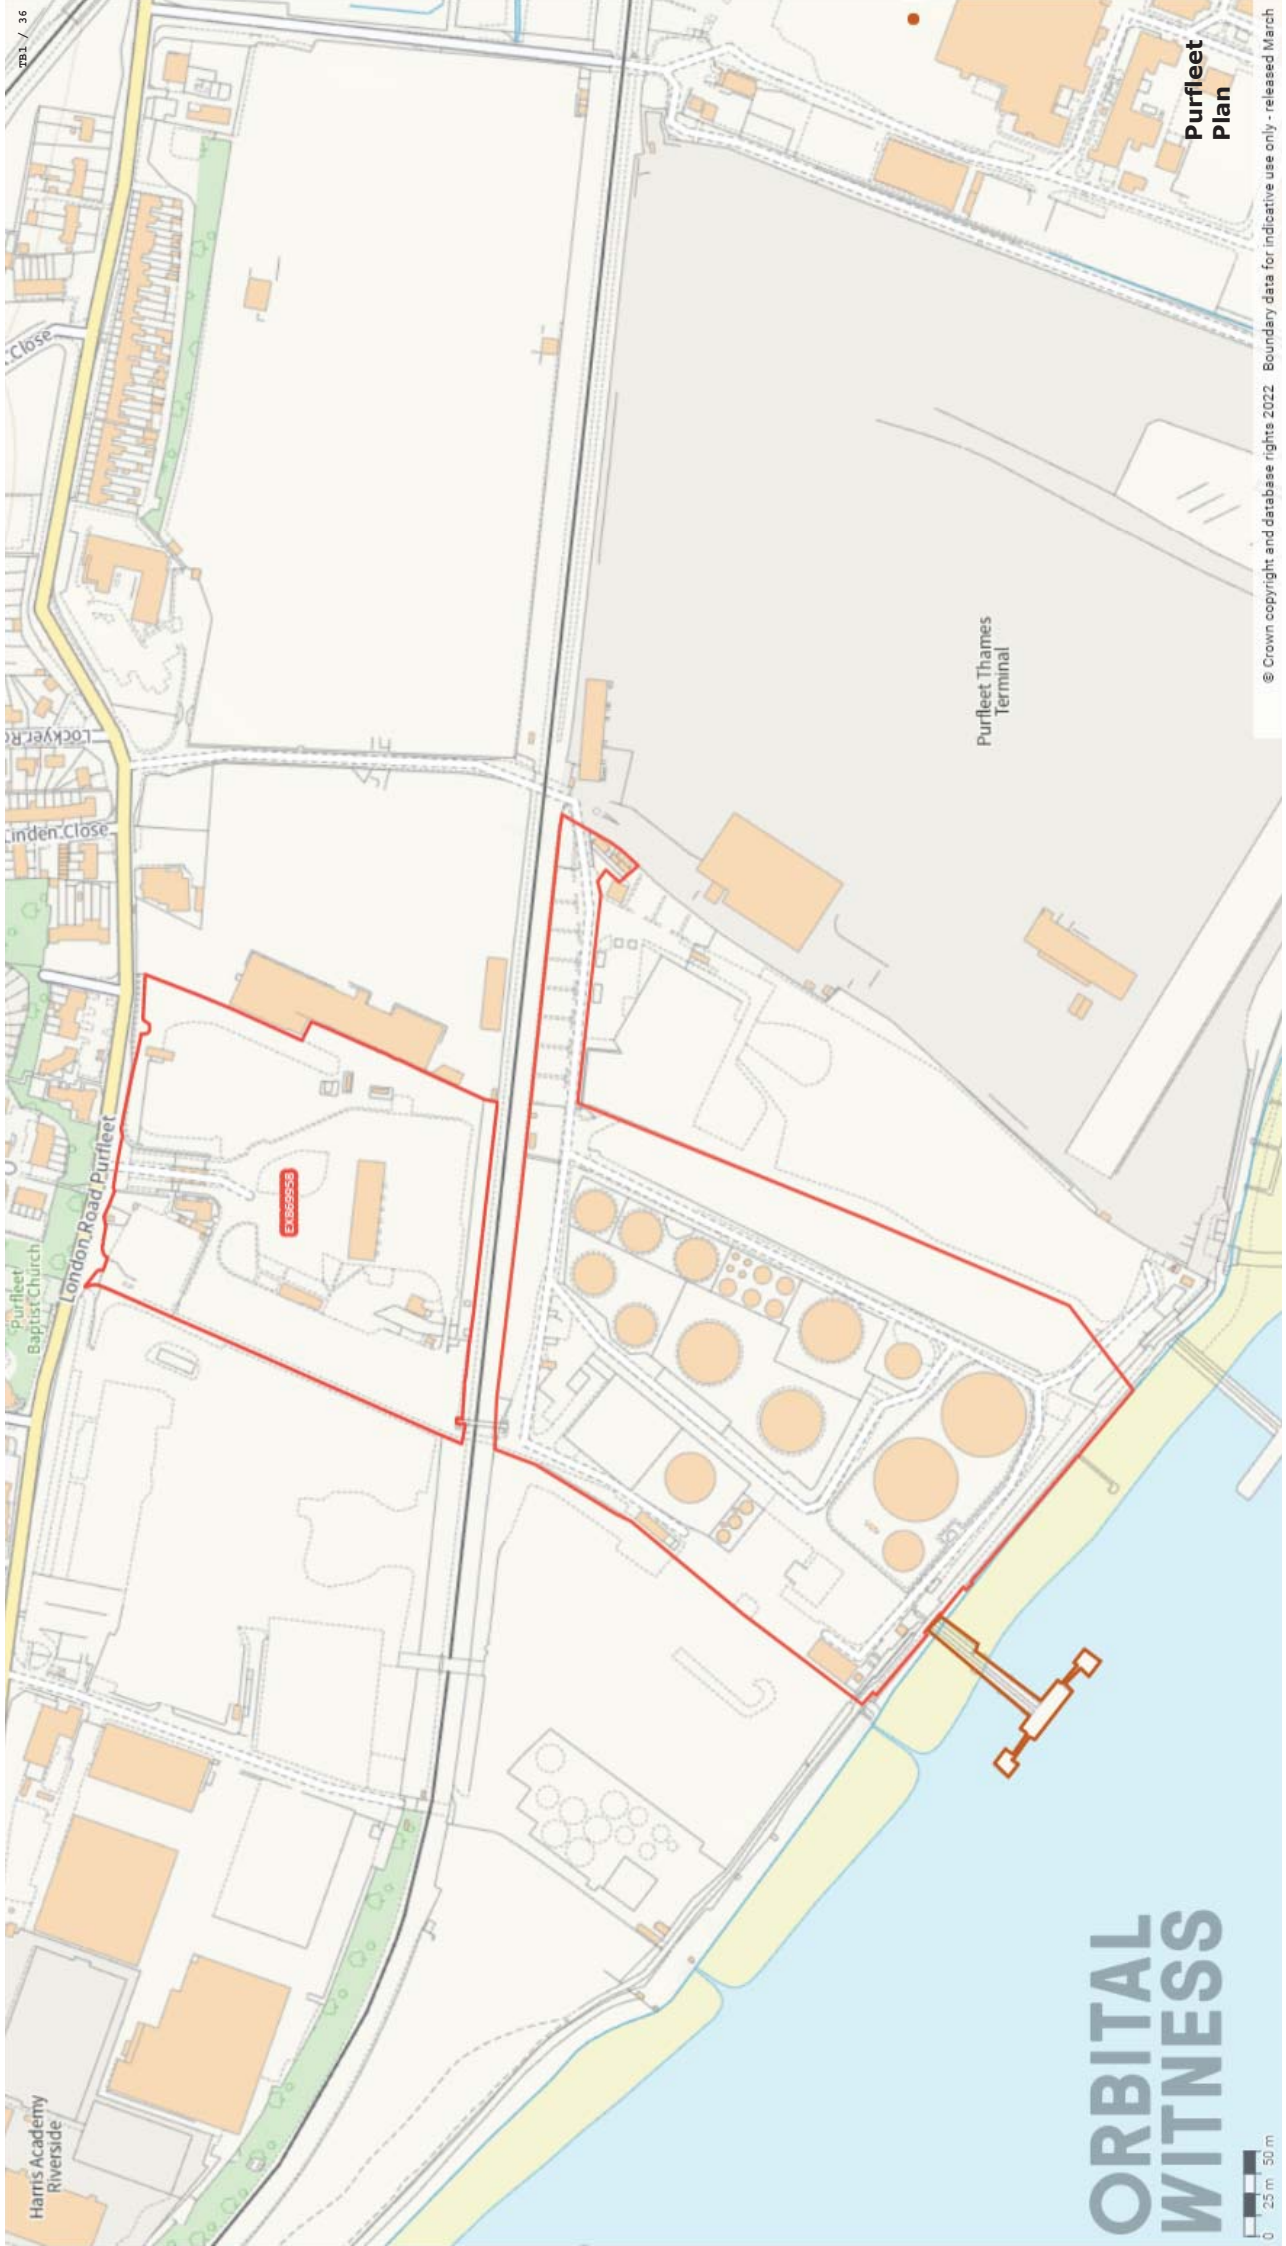 TB1 / 36
Harris Academy
Riverside
Purfleet
Baptist Church
London Road Purfleet
Linden Close
Lockyer Ro
Close
EX869958
Purfleet Thames
Terminal
Purfleet
Plan
ORBITAL
WITNESS
0 25 m 50 m
© Crown copyright and database rights 2022 Boundary data for indicative use only - released March